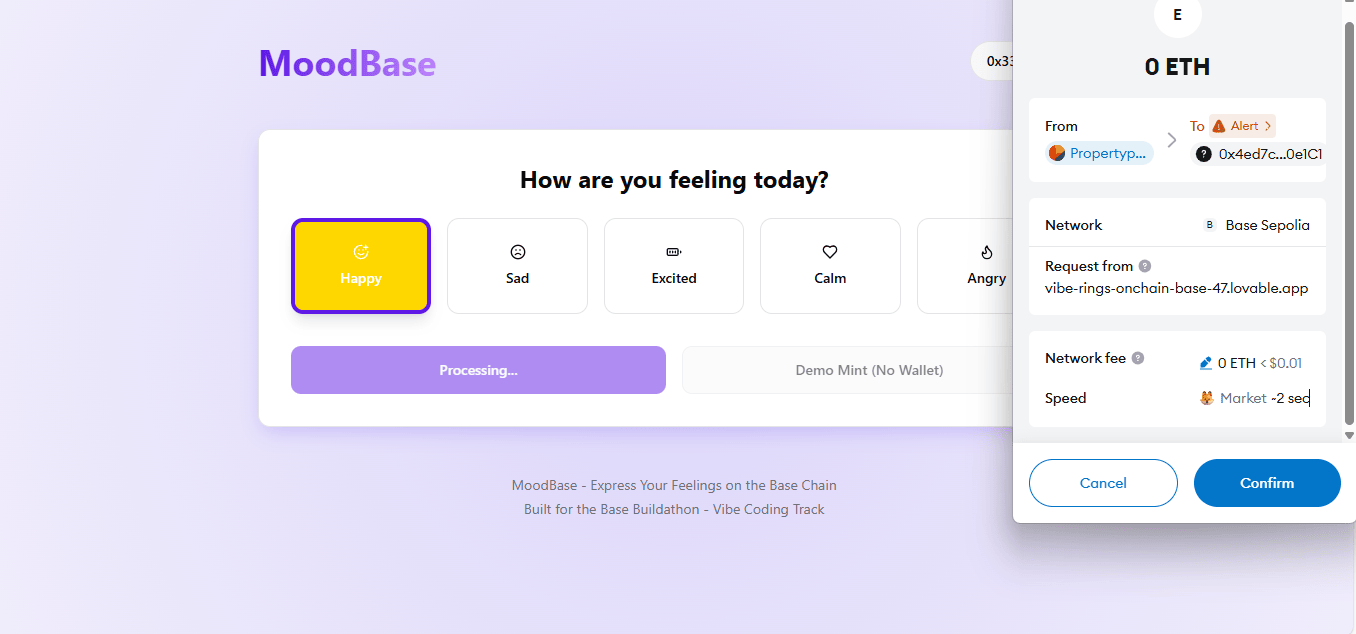 MoodBase
0x33
How are you feeling today?
Happy
Sad
Excited
Calm
Angry
Processing...
Demo Mint (No Wallet)
MoodBase - Express Your Feelings on the Base Chain
Built for the Base Buildathon - Vibe Coding Track
E
0 ETH
From
To Alert
Propertyp...
0x4ed7c...0e1C1
Network
B Base Sepolia
Request from
vibe-rings-onchain-base-47.lovable.app
Network fee
0 ETH < $0.01
Speed
Market ~2 sec
Cancel
Confirm